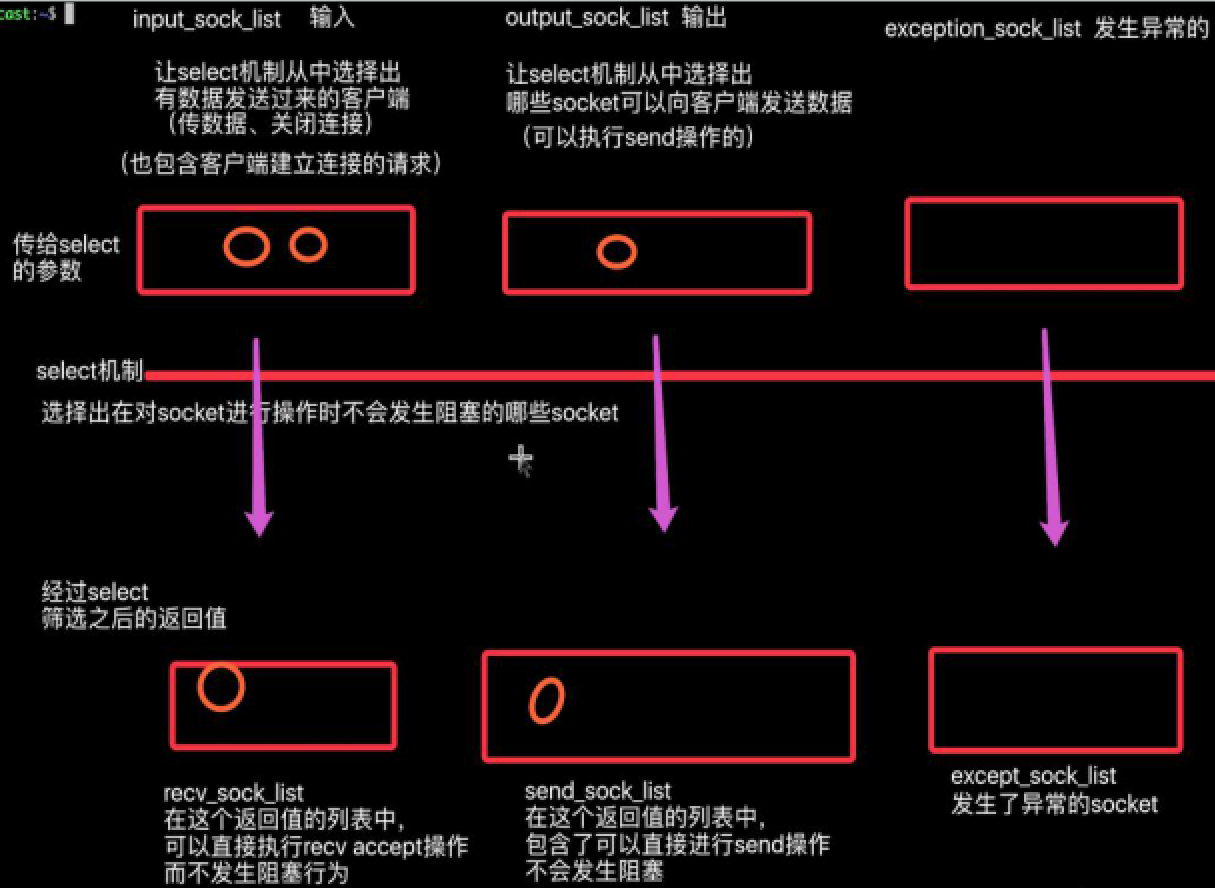 cast:~$
input_sock_list 输入
output_sock_list 输出
exception_sock_list 发生异常的
让select机制从中选择出
有数据发送过来的客户端
（传数据、关闭连接）
（也包含客户端建立连接的请求）
让select机制从中选择出
哪些socket可以向客户端发送数据
（可以执行send操作的）
传给select
的参数
select机制
选择出在对socket进行操作时不会发生阻塞的哪些socket
经过select
筛选之后的返回值
recv_sock_list
在这个返回值的列表中，
可以直接执行recv accept操作
而不发生阻塞行为
send_sock_list
在这个返回值的列表中，
包含了可以直接进行send操作
不会发生阻塞
except_sock_list
发生了异常的socket